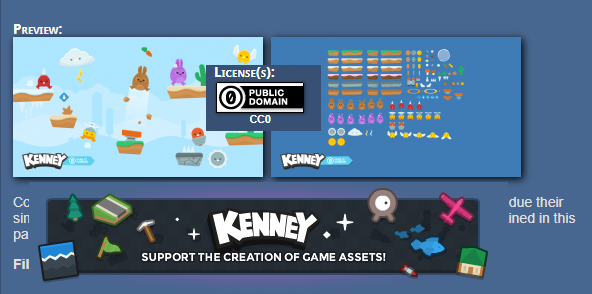 PREVIEW:
LICENSE(S):
0 PUBLIC
DOMAIN
CC0
KENNEY
KENNEY
Co
due their
sin
ined in this
pa
KENNEY
SUPPORT THE CREATION OF GAME ASSETS!
Fil